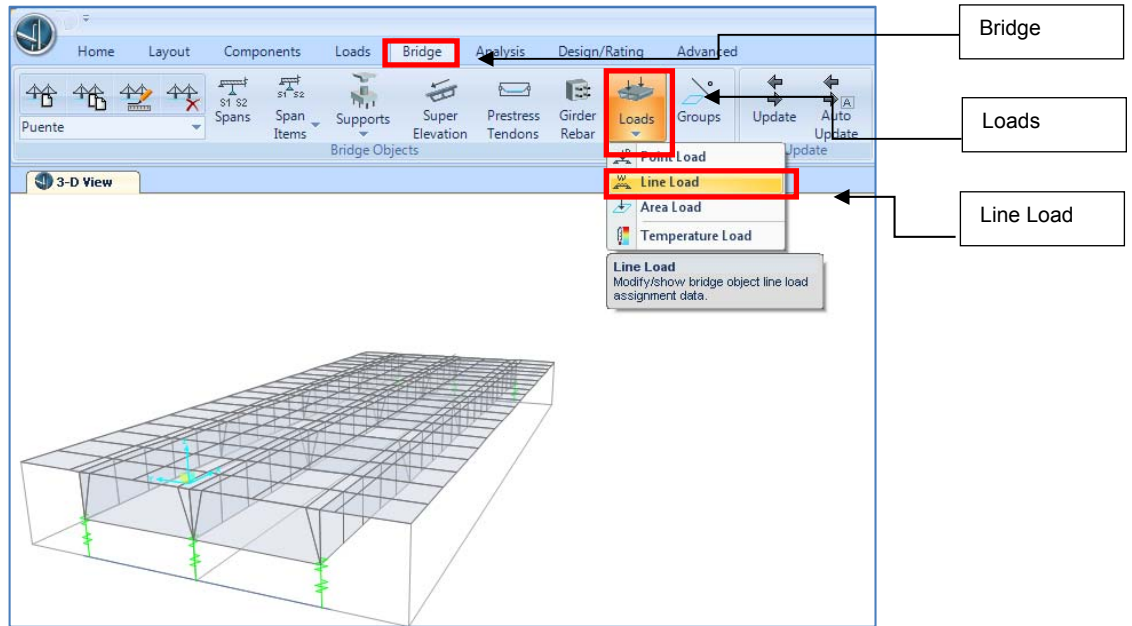 Home Layout Components Loads Bridge Analysis Design/Rating Advanced
Bridge
S1 S2
Spans
S1 S2
Span Items
Supports
Super Elevation
Prestress Tendons
Girder Rebar
Loads
Groups
Update
A
Auto Update
Puente
Bridge Objects
Update
Loads
3-D View
P
Point Load
W
Line Load
Area Load
Temperature Load
Line Load
Line Load
Modify/show bridge object line load
assignment data.